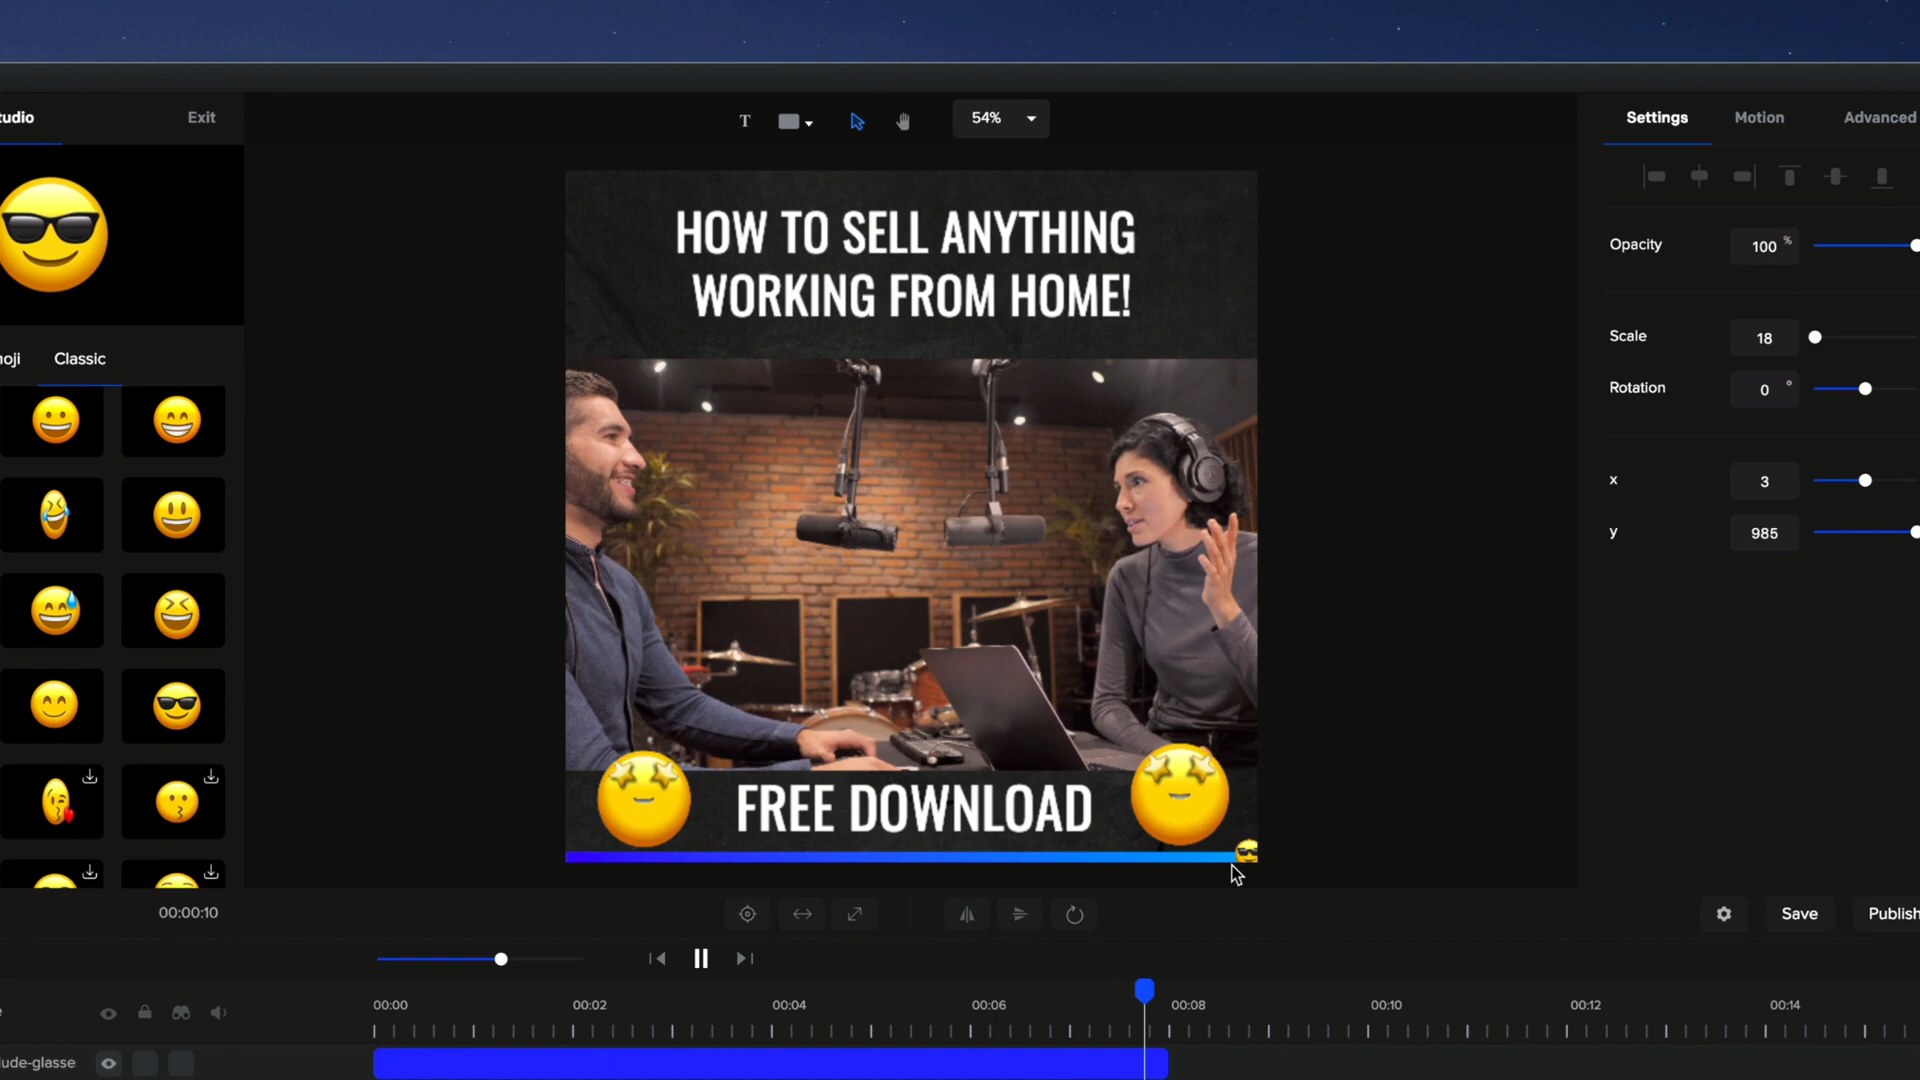 tudio
Exit
54%
Settings
Motion
Advanced
T
HOW TO SELL ANYTHING
WORKING FROM HOME!
FREE DOWNLOAD
Opacity
100 %
Scale
18
Rotation
0 °
x
3
y
985
noji
Classic
00:00:10
Save
Publish
00:00
00:02
00:04
00:06
00:08
00:10
00:12
00:14
lude-glasse